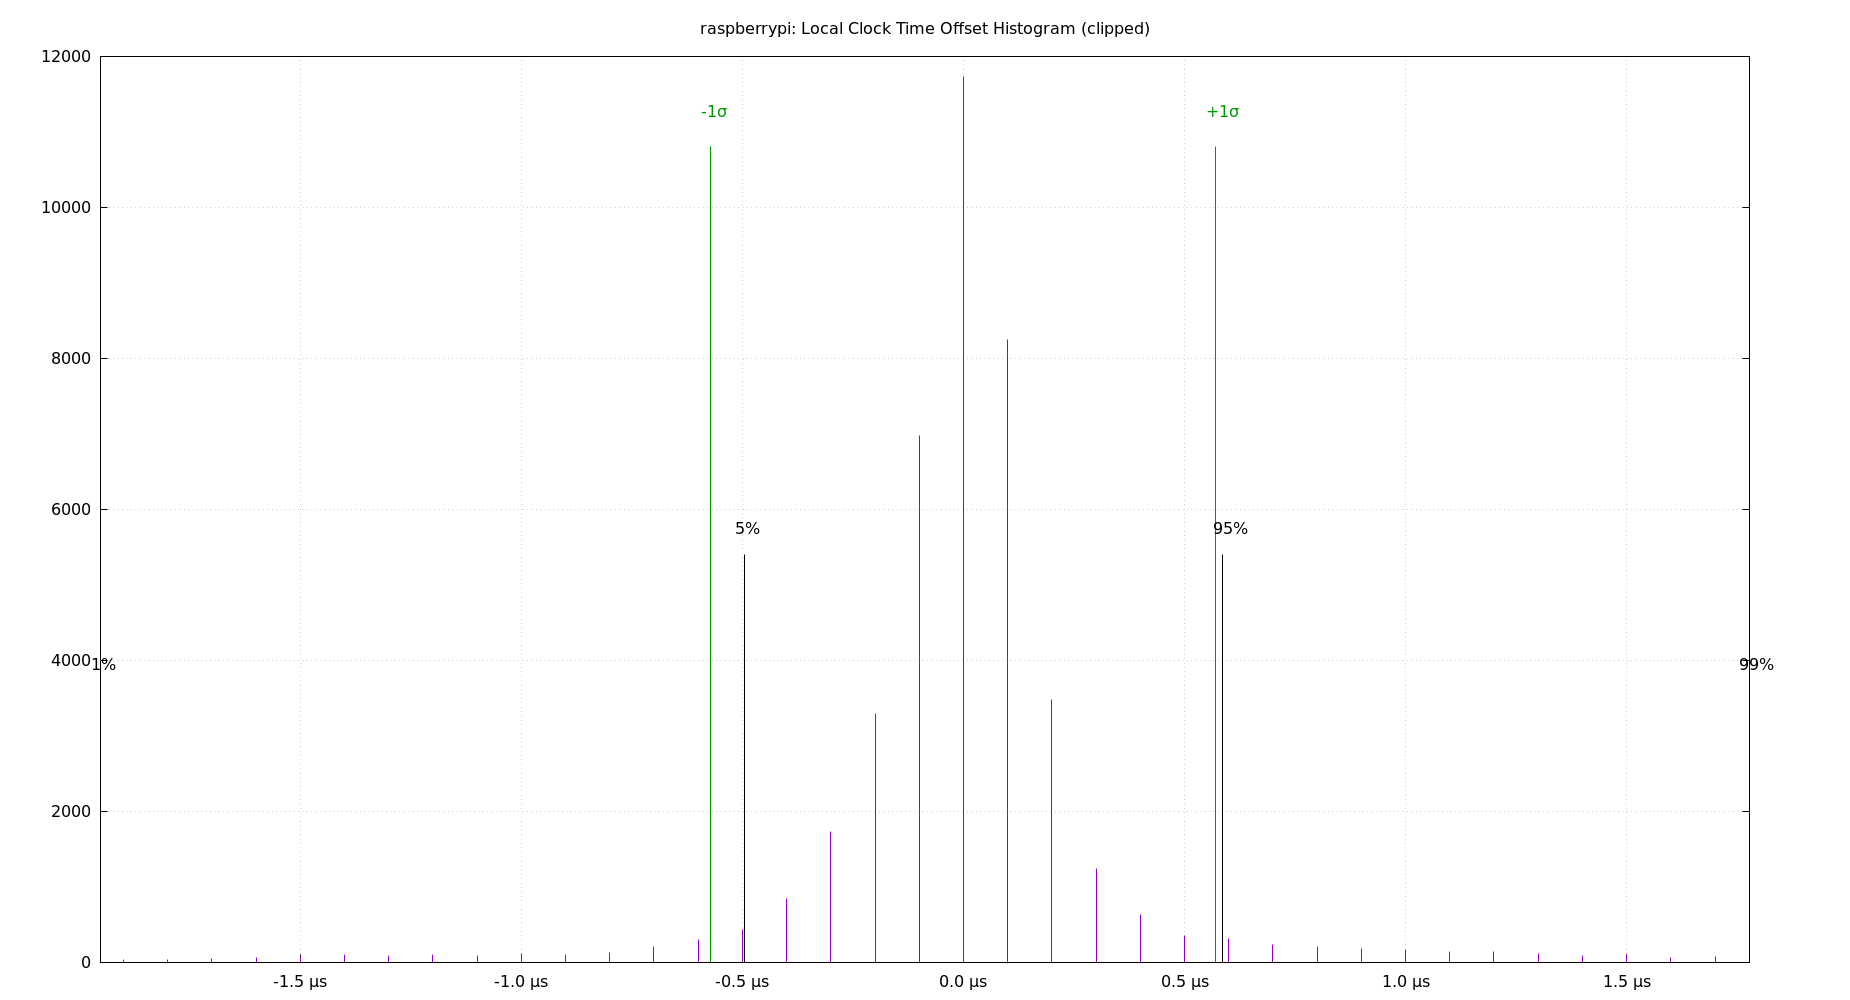 raspberrypi: Local Clock Time Offset Histogram (clipped)
12000
-1σ
+1σ
10000
8000
6000
5%
95%
4000
1%
99%
2000
0
-1.5 µs
-1.0 µs
-0.5 µs
0.0 µs
0.5 µs
1.0 µs
1.5 µs